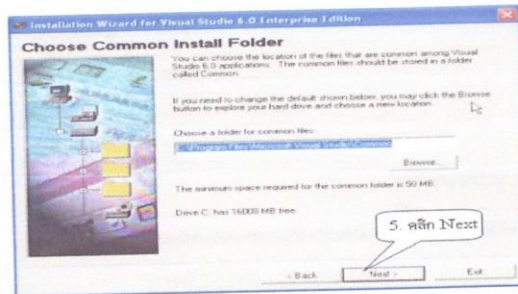 Installation Wizard for Visual Studio 6.0 Enterprise Edition
Choose Common Install Folder
You can choose the location of the files that are common among Visual
Studio 6.0 applications. The common files should be stored in a folder
called Common.
If you need to change the default shown below, you may click the Browse
button to explore your hard drive and choose a new location.
Choose a folder for common files:
C:\Program Files\Microsoft Visual Studio\Common
Browse...
The minimum space required for the common folder is 50 MB.
Drive C: has 16008 MB free.
5. คลิก Next
< Back
Next >
Exit